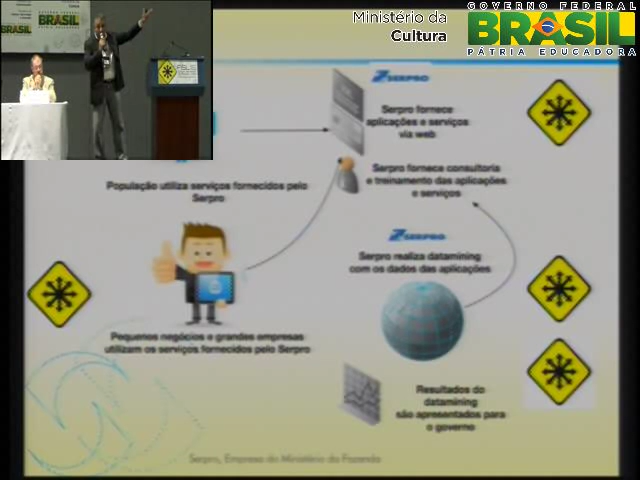 Ministério da
Cultura
GOVERNO FEDERAL
BRASIL
PÁTRIA EDUCADORA
BRASIL
BRASIL
SERPRO
Serpro fornece
aplicações e serviços
via web
Serpro fornece consultoria
e treinamento das aplicações
e serviços
População utiliza serviços fornecidos pelo
Serpro
SERPRO
Serpro realiza datamining
com os dados das aplicações
Pequenos negócios e grandes empresas
utilizam os serviços fornecidos pelo Serpro
Resultados do
datamining
são apresentados para
o governo
Serpro, Empresa do Ministério da Fazenda